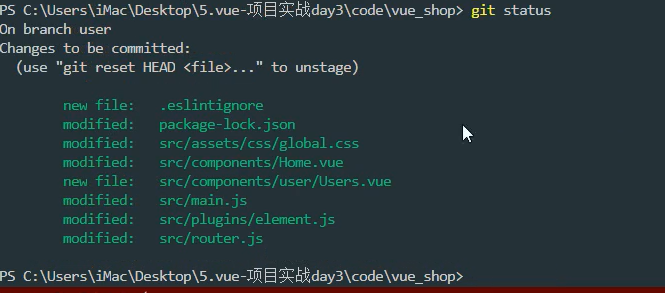 PS C:\Users\iMac\Desktop\5.vue-项目实战day3\code\vue_shop> git status
On branch user
Changes to be committed:
  (use "git reset HEAD <file>..." to unstage)

        new file:   .eslintignore
        modified:   package-lock.json
        modified:   src/assets/css/global.css
        modified:   src/components/Home.vue
        new file:   src/components/user/Users.vue
        modified:   src/main.js
        modified:   src/plugins/element.js
        modified:   src/router.js

PS C:\Users\iMac\Desktop\5.vue-项目实战day3\code\vue_shop>